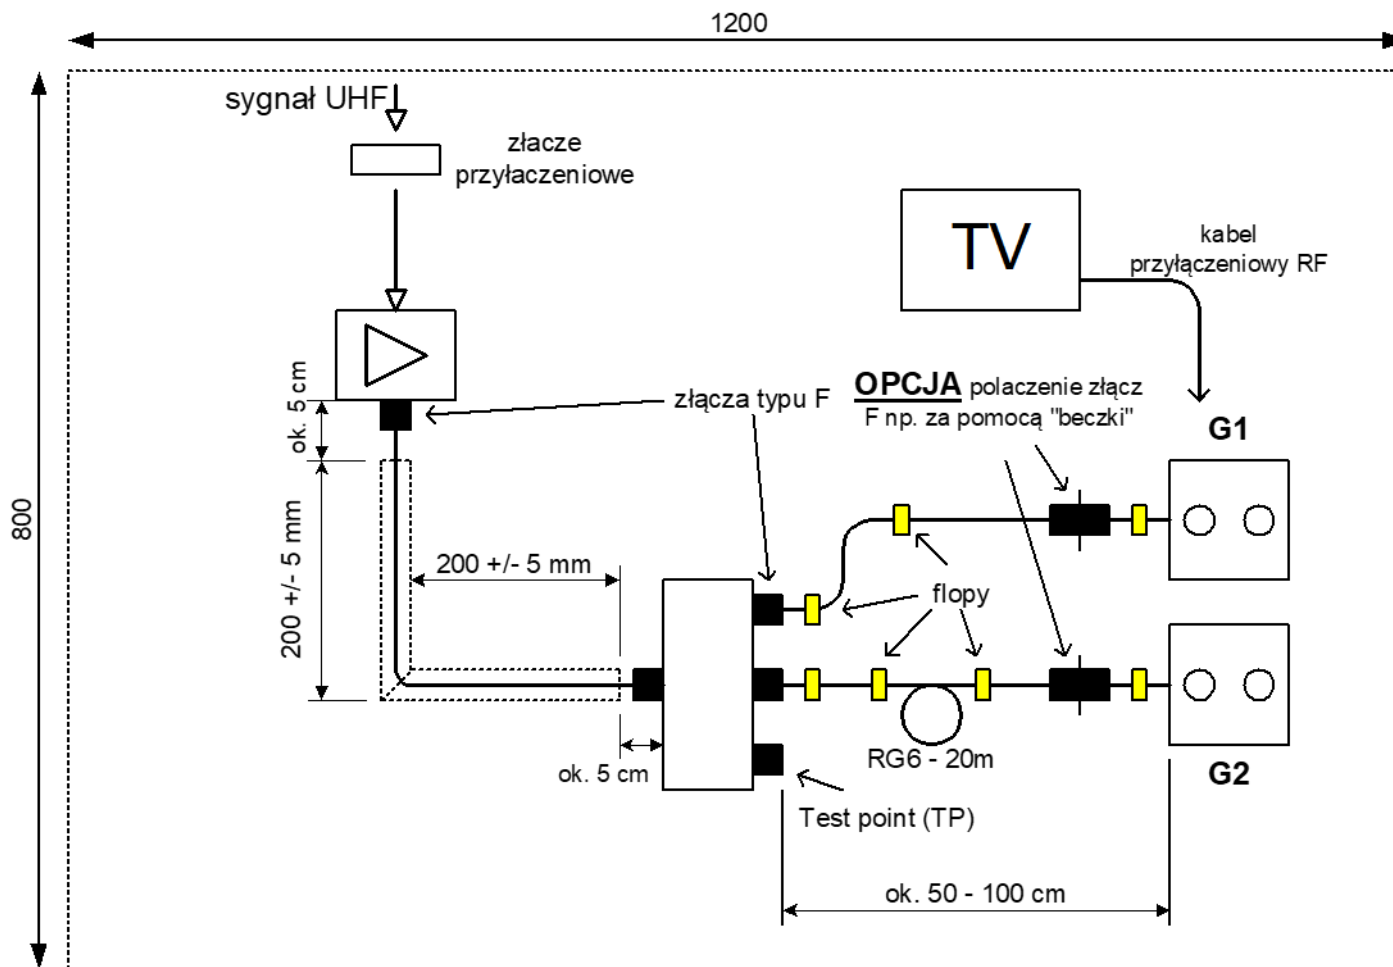 1200
sygnał UHF
złacze
przyłaczeniowe
TV
kabel
przyłączeniowy RF
ok. 5 cm
złącza typu F
OPCJA polaczenie złącz
F np. za pomocą "beczki"
G1
800
200 +/- 5 mm
200 +/- 5 mm
flopy
ok. 5 cm
RG6 - 20m
G2
Test point (TP)
ok. 50 - 100 cm